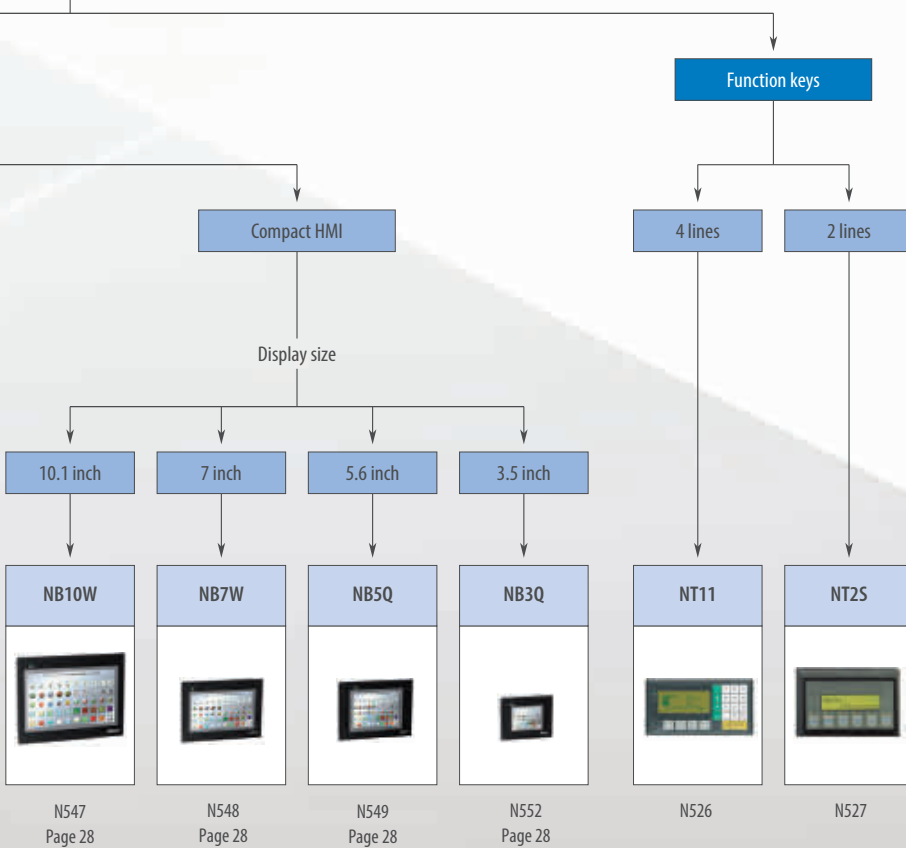 Function keys
Compact HMI
4 lines
2 lines
Display size
10.1 inch
7 inch
5.6 inch
3.5 inch
NB10W
NB7W
NB5Q
NB3Q
NT11
NT2S
N547
Page 28
N548
Page 28
N549
Page 28
N552
Page 28
N526
N527